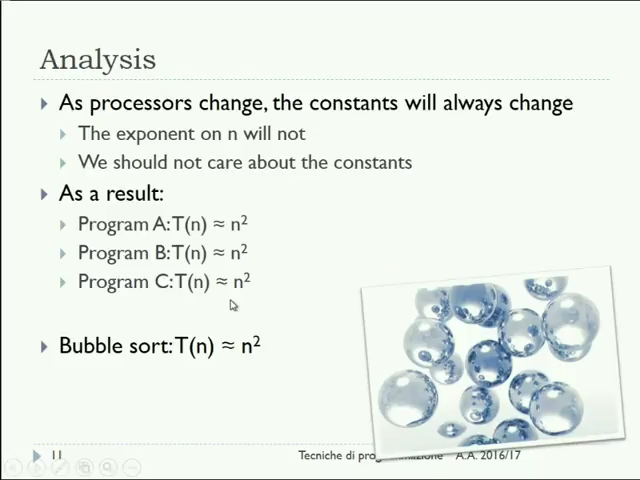 Analysis
As processors change, the constants will always change
The exponent on n will not
We should not care about the constants
As a result:
Program A: T(n) ≈ n²
Program B: T(n) ≈ n²
Program C: T(n) ≈ n²
Bubble sort: T(n) ≈ n²
11
Tecniche di A.A. 2016/17